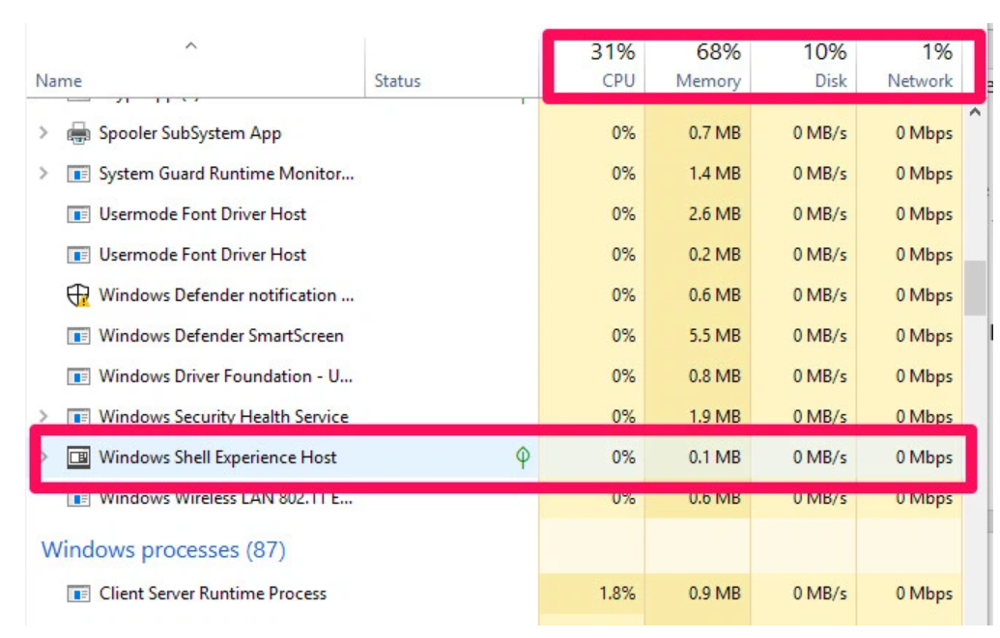 31% 68% 10% 1%
Name Status CPU Memory Disk Network
Spooler SubSystem App 0% 0.7 MB 0 MB/s 0 Mbps
System Guard Runtime Monitor... 0% 1.4 MB 0 MB/s 0 Mbps
Usermode Font Driver Host 0% 2.6 MB 0 MB/s 0 Mbps
Usermode Font Driver Host 0% 0.2 MB 0 MB/s 0 Mbps
Windows Defender notification ... 0% 0.6 MB 0 MB/s 0 Mbps
Windows Defender SmartScreen 0% 5.5 MB 0 MB/s 0 Mbps
Windows Driver Foundation - U... 0% 0.8 MB 0 MB/s 0 Mbps
Windows Security Health Service 0% 1.9 MB 0 MB/s 0 Mbps
Windows Shell Experience Host 0% 0.1 MB 0 MB/s 0 Mbps
Windows Wireless LAN 802.11 E... 0% 0.6 MB 0 MB/s 0 Mbps
Windows processes (87)
Client Server Runtime Process 1.8% 0.9 MB 0 MB/s 0 Mbps